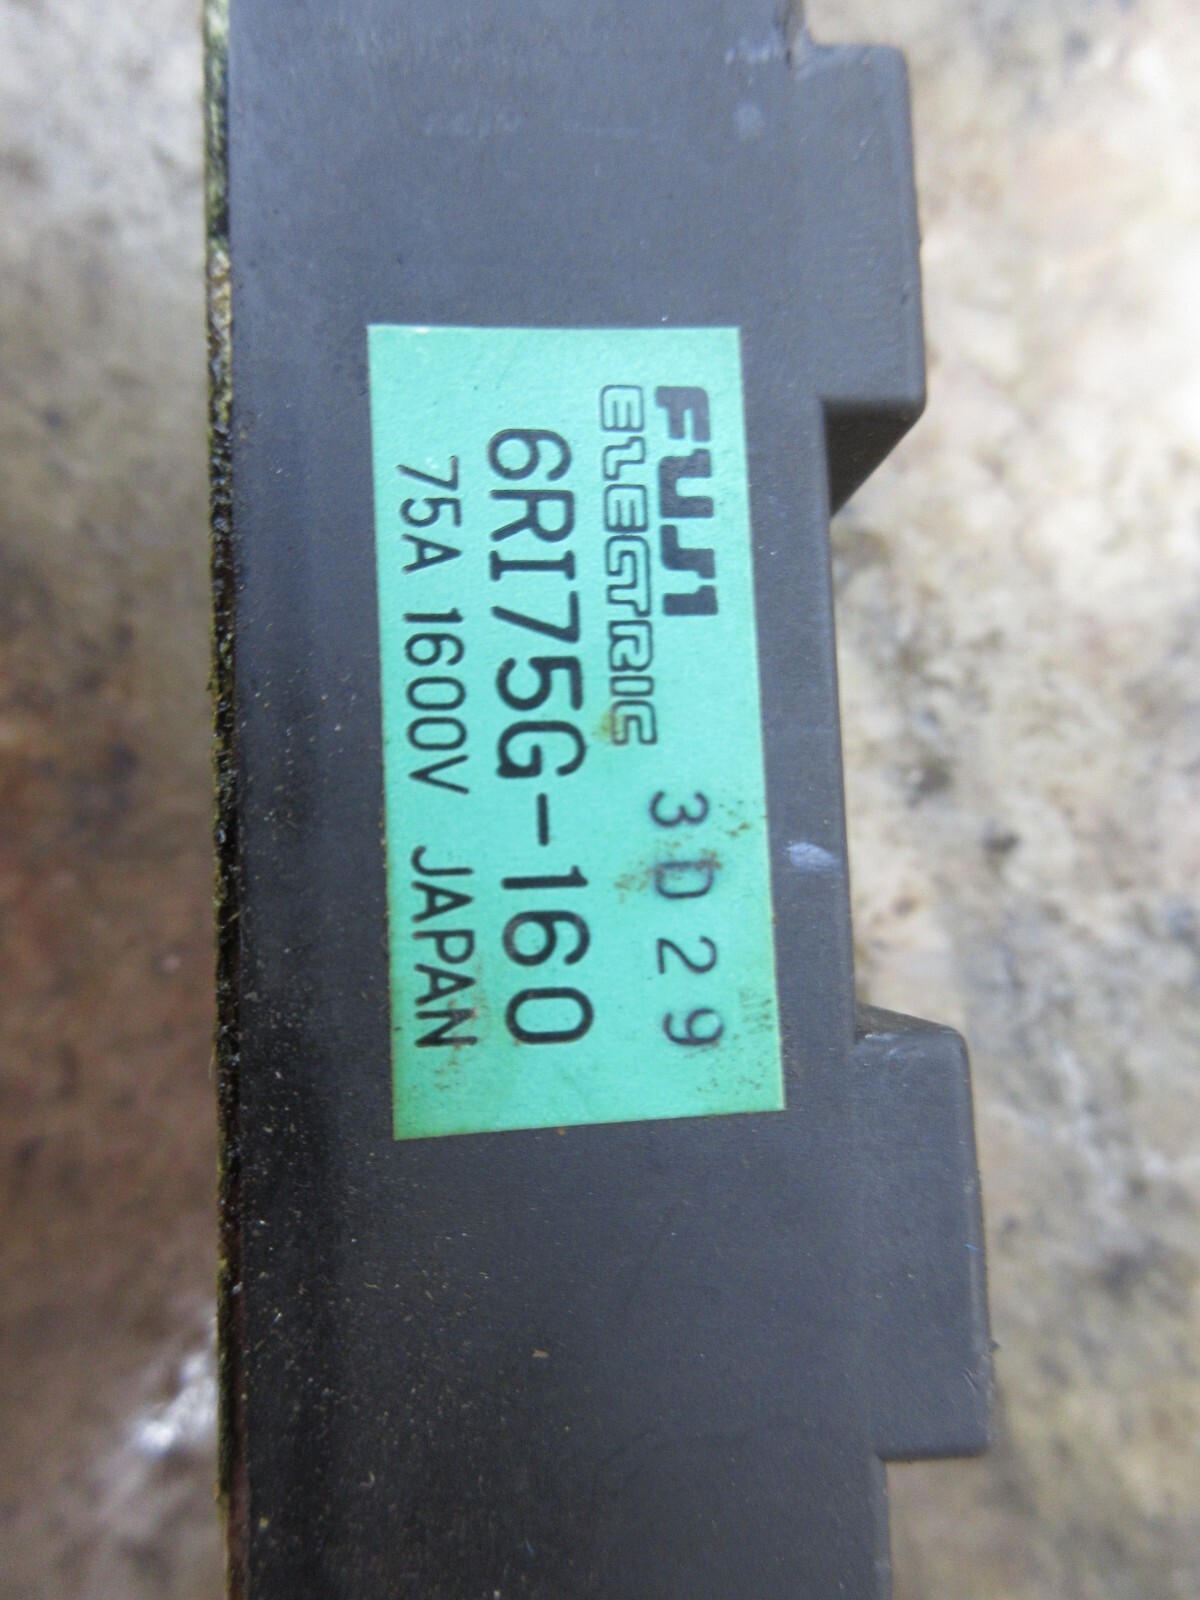 FUJI
ELECTRIC 3D29
6RI75G-160
75A 1600V JAPAN